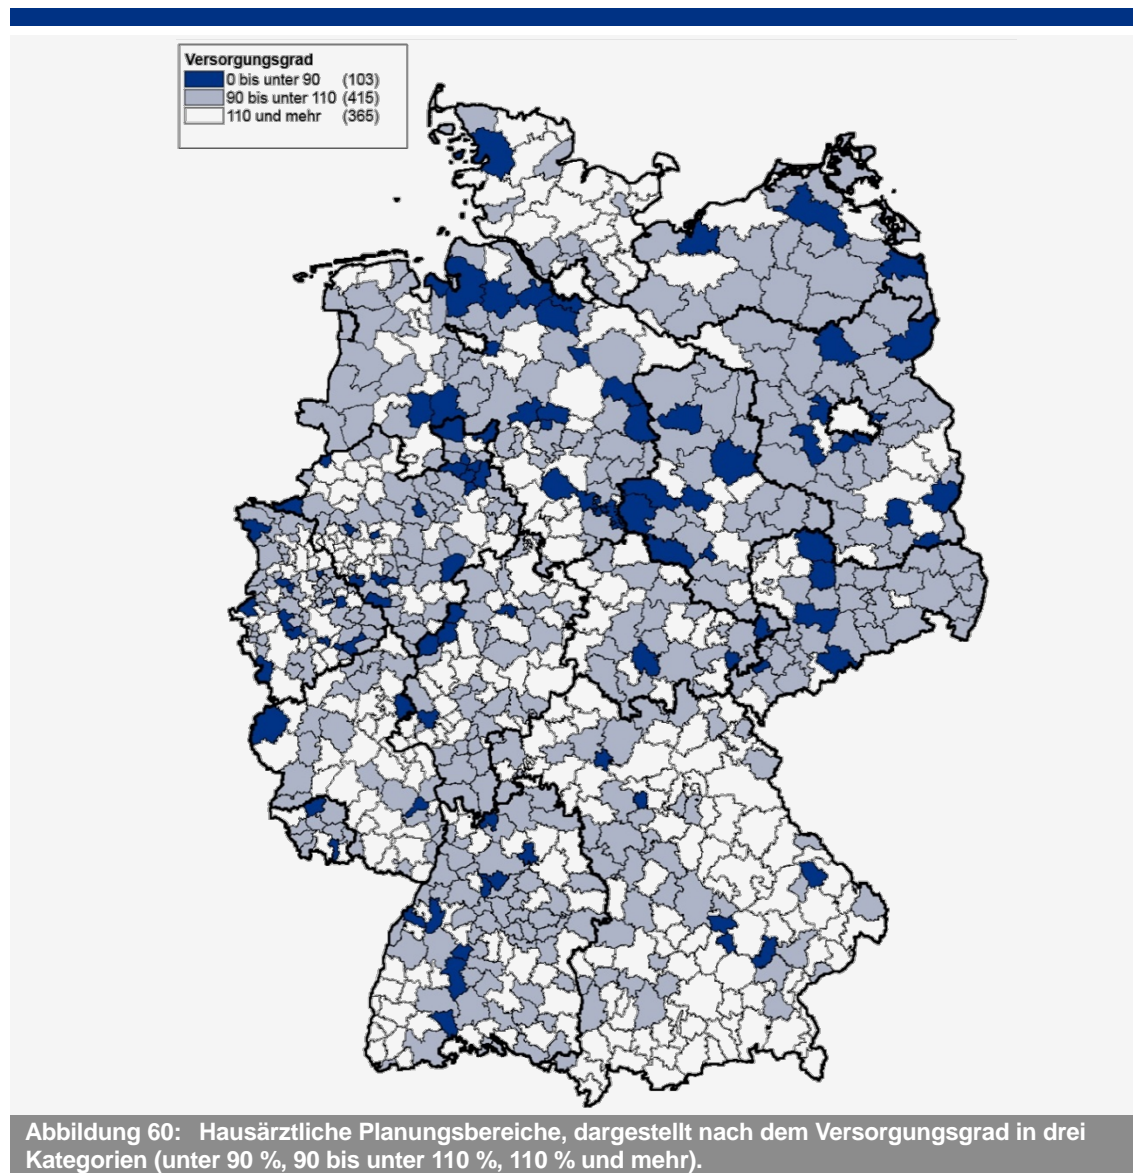 Versorgungsgrad
0 bis unter 90 (103)
90 bis unter 110 (415)
110 und mehr (365)
Abbildung 60: Hausärztliche Planungsbereiche, dargestellt nach dem Versorgungsgrad in drei
Kategorien (unter 90 %, 90 bis unter 110 %, 110 % und mehr).